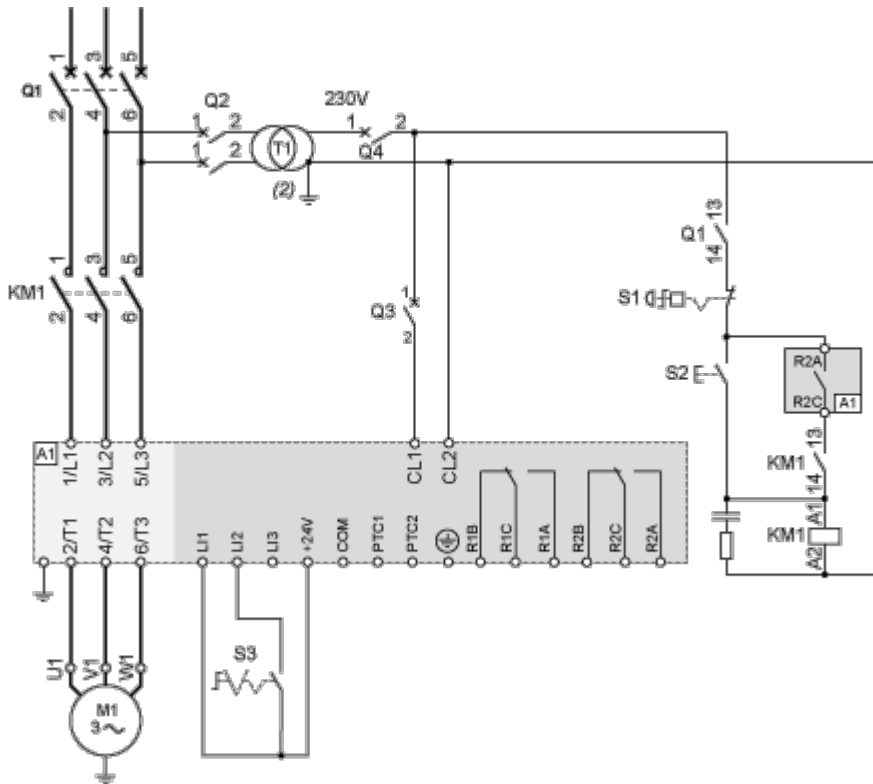 1 3 5
Q1
2 4 6
Q2
230V
1 2
1 2
T1
(2)
1 2
Q4
13
Q1
14
1 3 5
KM1
2 4 6
1
Q3
2
S1
S2
R2A
R2C
A1
13
KM1
14
A1
KM1
A2
A1
1/L1
3/L2
5/L3
CL1
CL2
2/T1
4/T2
6/T3
LI1
LI2
LI3
+24V
COM
PTC1
PTC2
R1B
R1C
R1A
R2B
R2C
R2A
S3
U1
V1
W1
M1
3